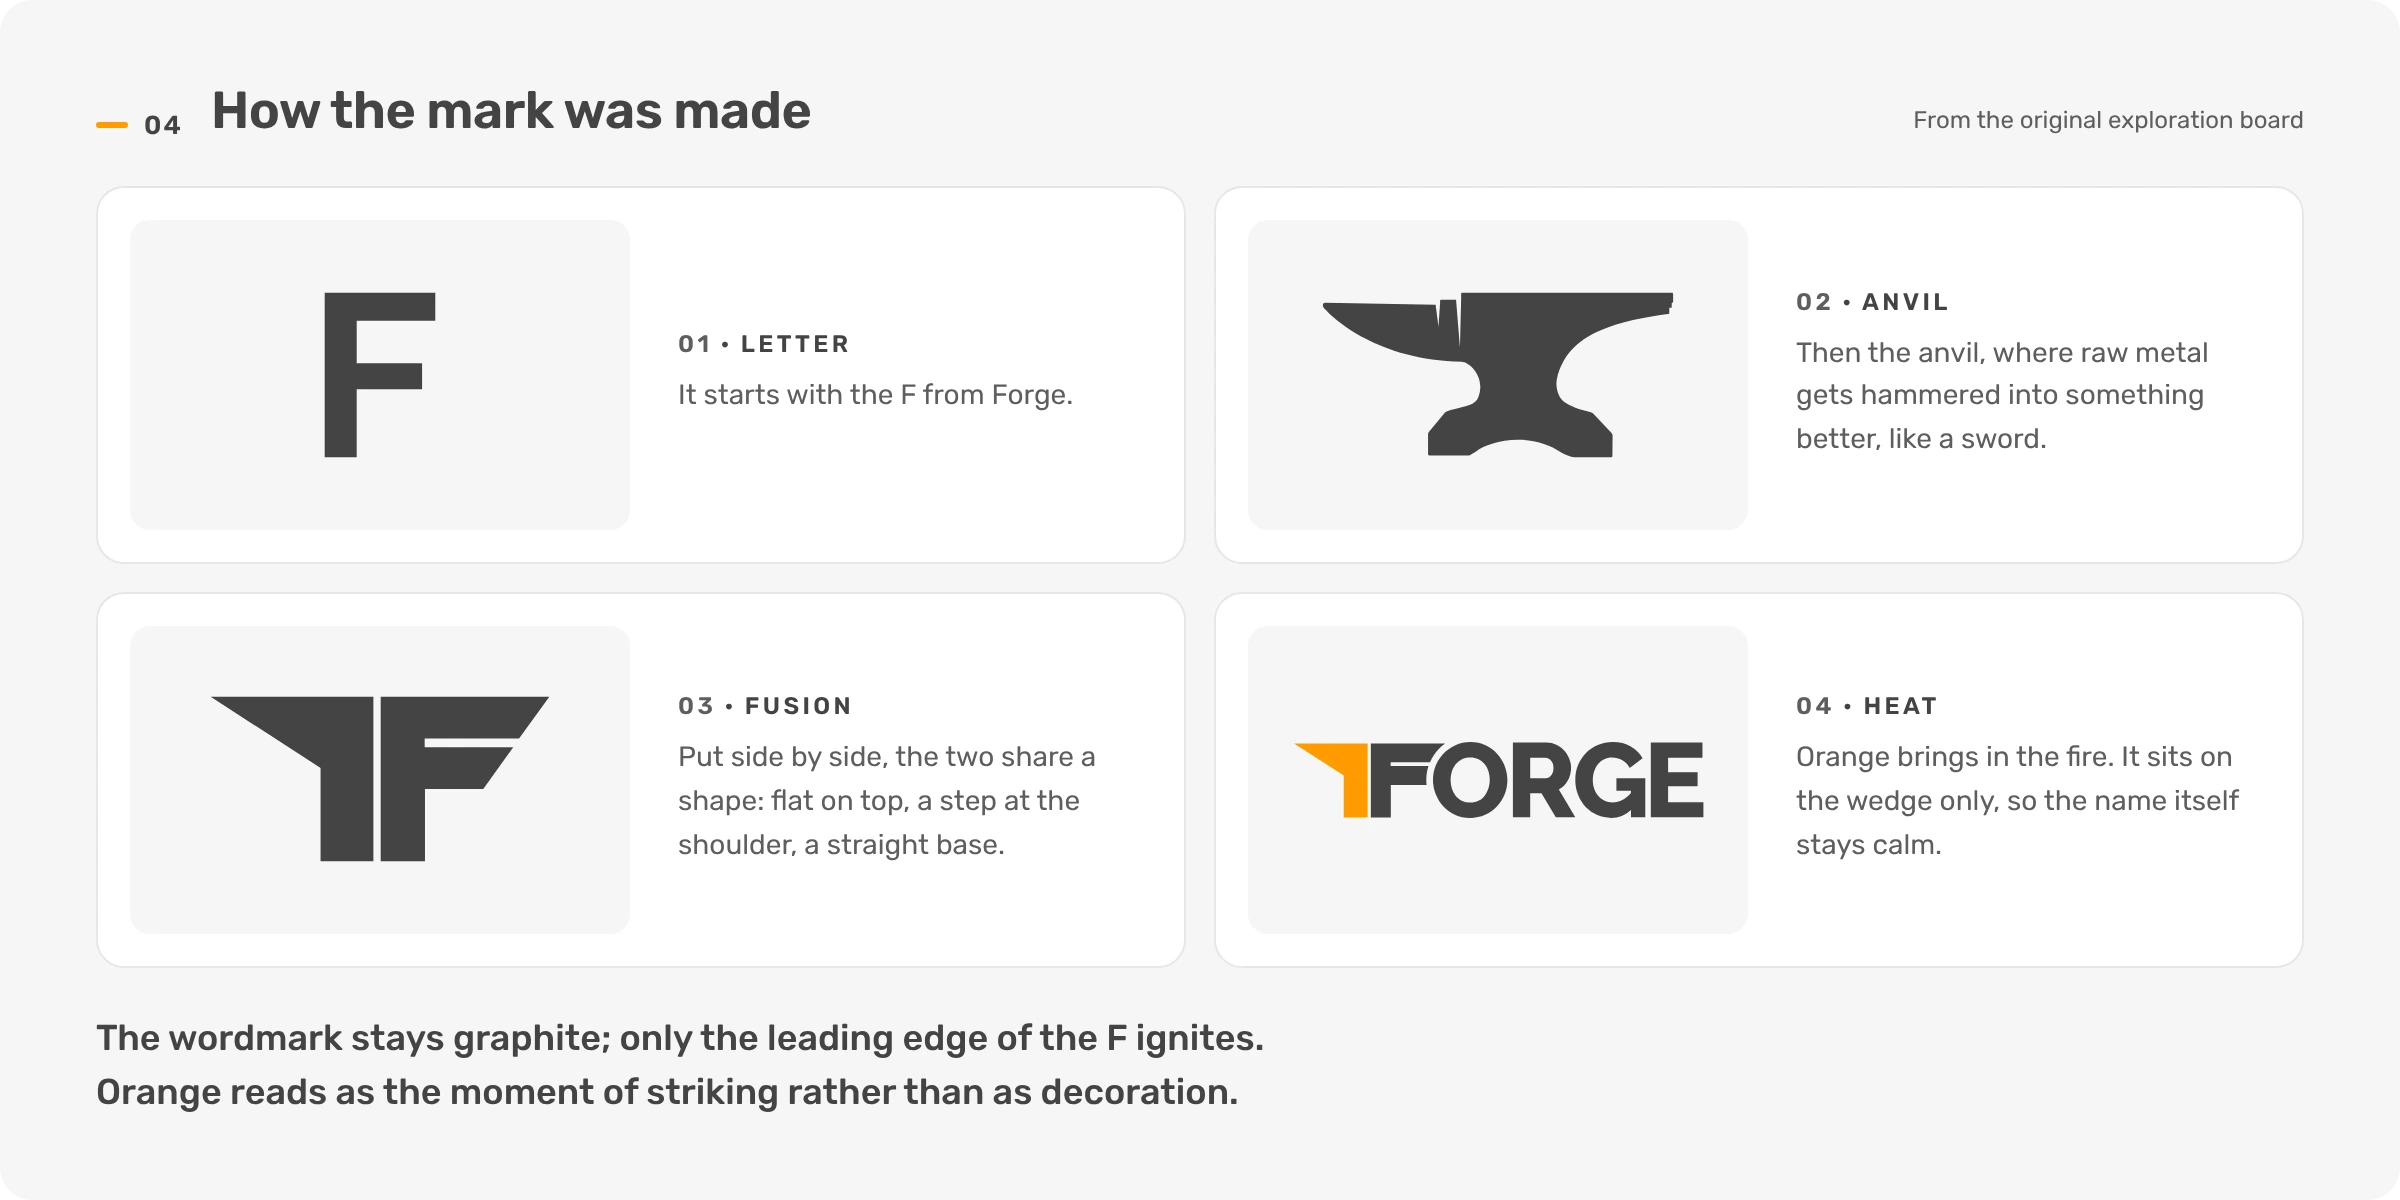 04 How the mark was made
From the original exploration board
F
01 • LETTER
It starts with the F from Forge.
02 • ANVIL
Then the anvil, where raw metal
gets hammered into something
better, like a sword.
F
03 • FUSION
Put side by side, the two share a
shape: flat on top, a step at the
shoulder, a straight base.
FORGE
04 • HEAT
Orange brings in the fire. It sits on
the wedge only, so the name itself
stays calm.
The wordmark stays graphite; only the leading edge of the F ignites.
Orange reads as the moment of striking rather than as decoration.